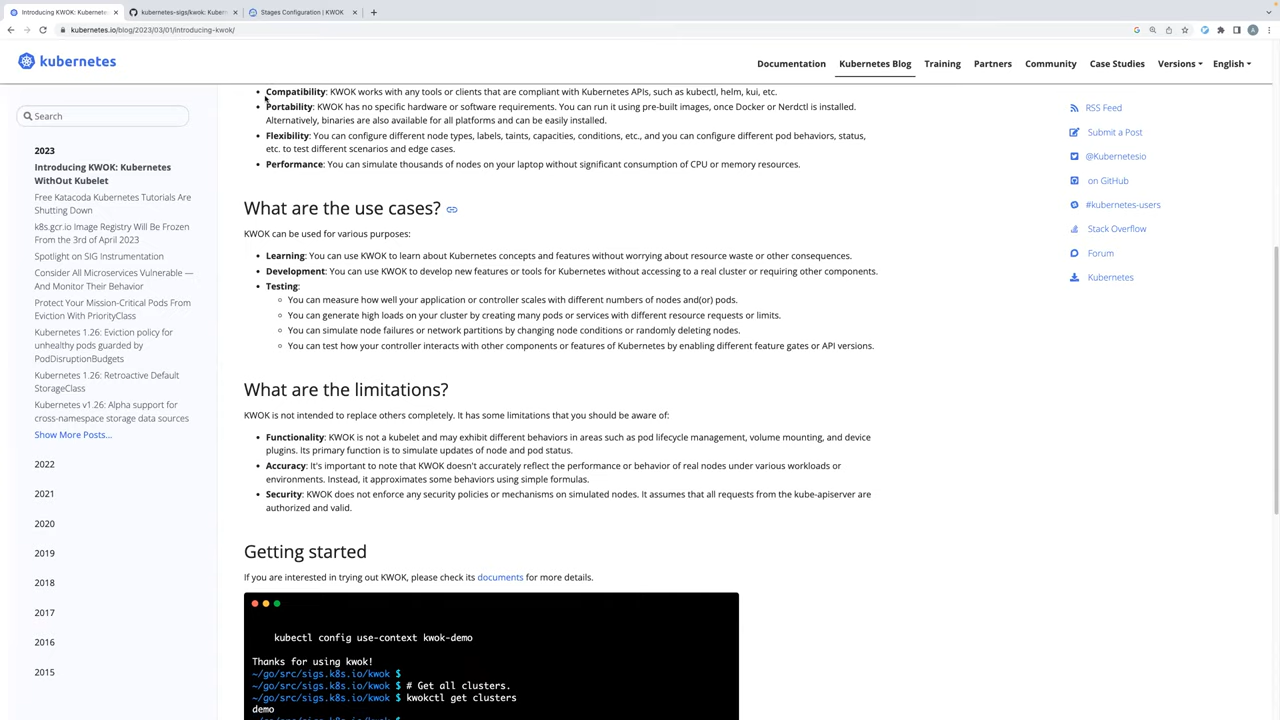 Introducing KWOK: Kubernetes
kubernetes-sigs/kwok: Kuber
Stages Configuration | KWOK
kubernetes.io/blog/2023/03/01/introducing-kwok/
kubernetes
Documentation
Kubernetes Blog
Training
Partners
Community
Case Studies
Versions
English
Search
2023
Introducing KWOK: Kubernetes
WithOut Kubelet
Free Katacoda Kubernetes Tutorials Are
Shutting Down
k8s.gcr.io Image Registry Will Be Frozen
From the 3rd of April 2023
Spotlight on SIG Instrumentation
Consider All Microservices Vulnerable —
And Monitor Their Behavior
Protect Your Mission-Critical Pods From
Eviction With PriorityClass
Kubernetes 1.26: Eviction policy for
unhealthy pods guarded by
PodDisruptionBudgets
Kubernetes 1.26: Retroactive Default
StorageClass
Kubernetes v1.26: Alpha support for
cross-namespace storage data sources
Show More Posts...
2022
2021
2020
2019
2018
2017
2016
2015
• Compatibility: KWOK works with any tools or clients that are compliant with Kubernetes APIs, such as kubectl, helm, kui, etc.
• Portability: KWOK has no specific hardware or software requirements. You can run it using pre-built images, once Docker or Nerdctl is installed.
Alternatively, binaries are also available for all platforms and can be easily installed.
• Flexibility: You can configure different node types, labels, taints, capacities, conditions, etc., and you can configure different pod behaviors, status,
etc. to test different scenarios and edge cases.
• Performance: You can simulate thousands of nodes on your laptop without significant consumption of CPU or memory resources.
What are the use cases?
KWOK can be used for various purposes:
• Learning: You can use KWOK to learn about Kubernetes concepts and features without worrying about resource waste or other consequences.
• Development: You can use KWOK to develop new features or tools for Kubernetes without accessing to a real cluster or requiring other components.
• Testing:
◦ You can measure how well your application or controller scales with different numbers of nodes and(or) pods.
◦ You can generate high loads on your cluster by creating many pods or services with different resource requests or limits.
◦ You can simulate node failures or network partitions by changing node conditions or randomly deleting nodes.
◦ You can test how your controller interacts with other components or features of Kubernetes by enabling different feature gates or API versions.
What are the limitations?
KWOK is not intended to replace others completely. It has some limitations that you should be aware of:
• Functionality: KWOK is not a kubelet and may exhibit different behaviors in areas such as pod lifecycle management, volume mounting, and device
plugins. Its primary function is to simulate updates of node and pod status.
• Accuracy: It's important to note that KWOK doesn't accurately reflect the performance or behavior of real nodes under various workloads or
environments. Instead, it approximates some behaviors using simple formulas.
• Security: KWOK does not enforce any security policies or mechanisms on simulated nodes. It assumes that all requests from the kube-apiserver are
authorized and valid.
Getting started
If you are interested in trying out KWOK, please check its documents for more details.
kubectl config use-context kwok-demo
Thanks for using kwok!
~/go/src/sigs.k8s.io/kwok $
~/go/src/sigs.k8s.io/kwok $ # Get all clusters.
~/go/src/sigs.k8s.io/kwok $ kwokctl get clusters
demo
RSS Feed
Submit a Post
@Kubernetesio
on GitHub
#kubernetes-users
Stack Overflow
Forum
Kubernetes